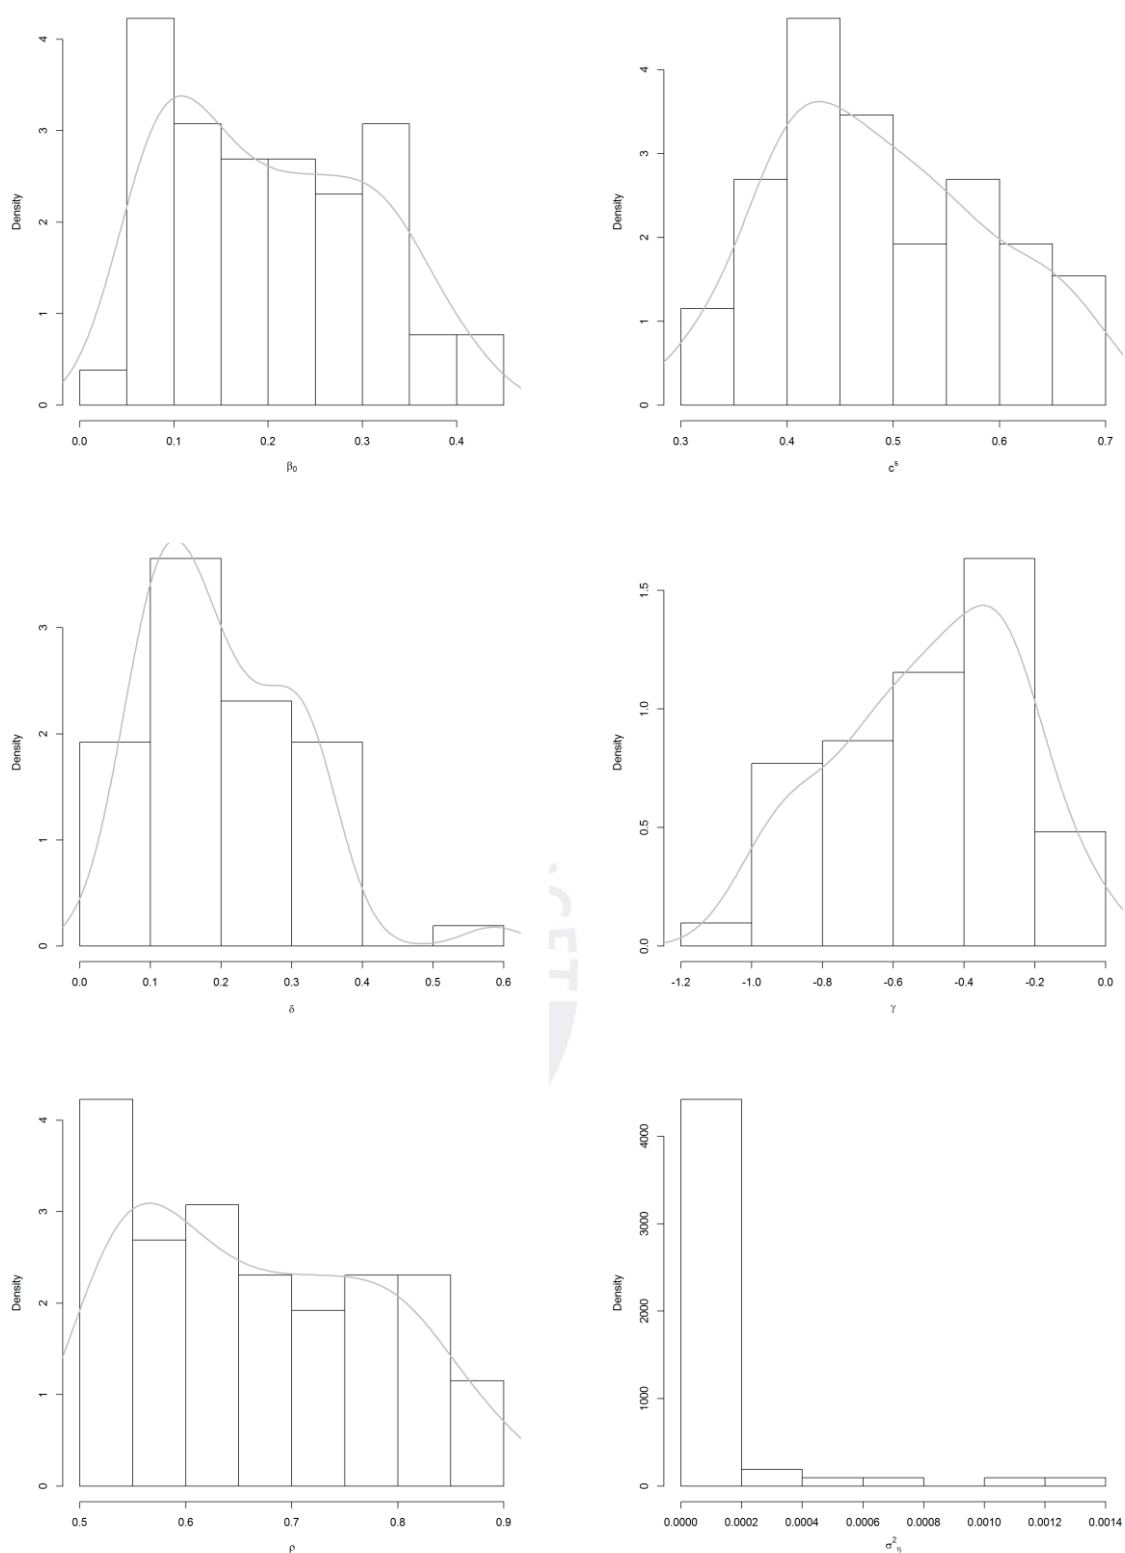 Density
0 1 2 3 4
0.0 0.1 0.2 0.3 0.4
β₀
Density
0 1 2 3 4
0.3 0.4 0.5 0.6 0.7
cˢ
Density
0 1 2 3
0.0 0.1 0.2 0.3 0.4 0.5 0.6
δ
Density
0.0 0.5 1.0 1.5
-1.2 -1.0 -0.8 -0.6 -0.4 -0.2 0.0
γ
Density
0 1 2 3 4
0.5 0.6 0.7 0.8 0.9
ρ
Density
0 1000 2000 3000 4000
0.0000 0.0002 0.0004 0.0006 0.0008 0.0010 0.0012 0.0014
σ²η